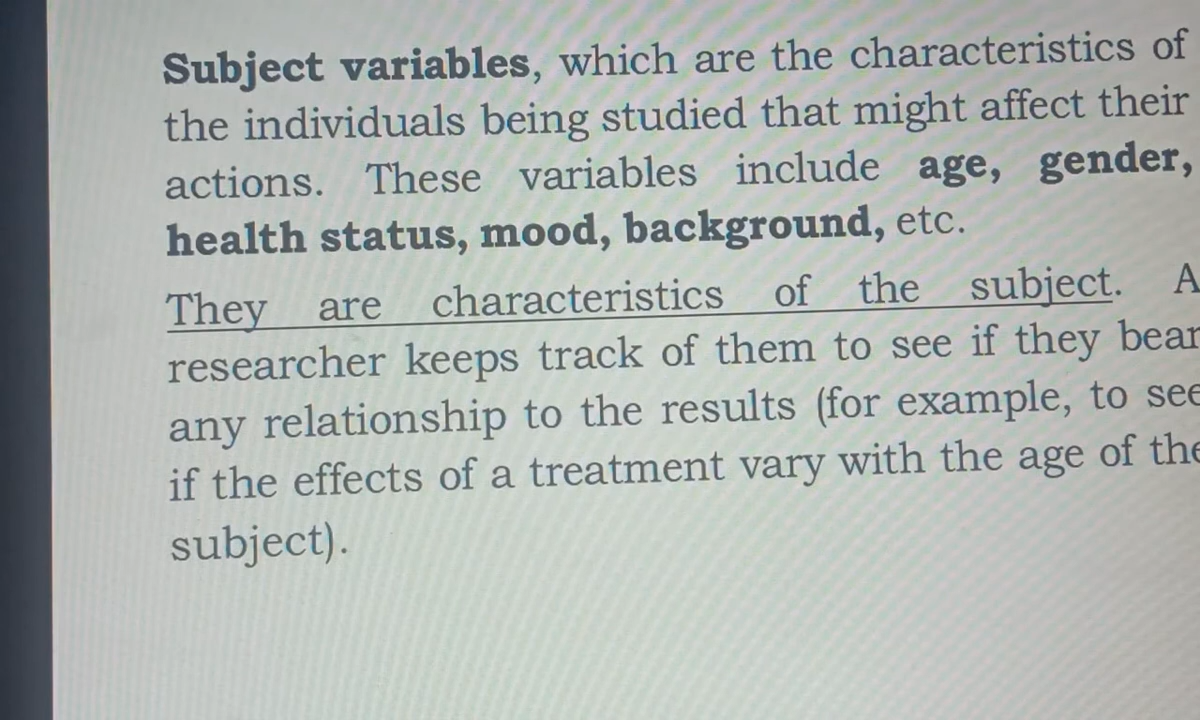 Subject variables, which are the characteristics of
the individuals being studied that might affect their
actions. These variables include age, gender,
health status, mood, background, etc.
They are characteristics of the subject. A
researcher keeps track of them to see if they bear
any relationship to the results (for example, to see
if the effects of a treatment vary with the age of the
subject).